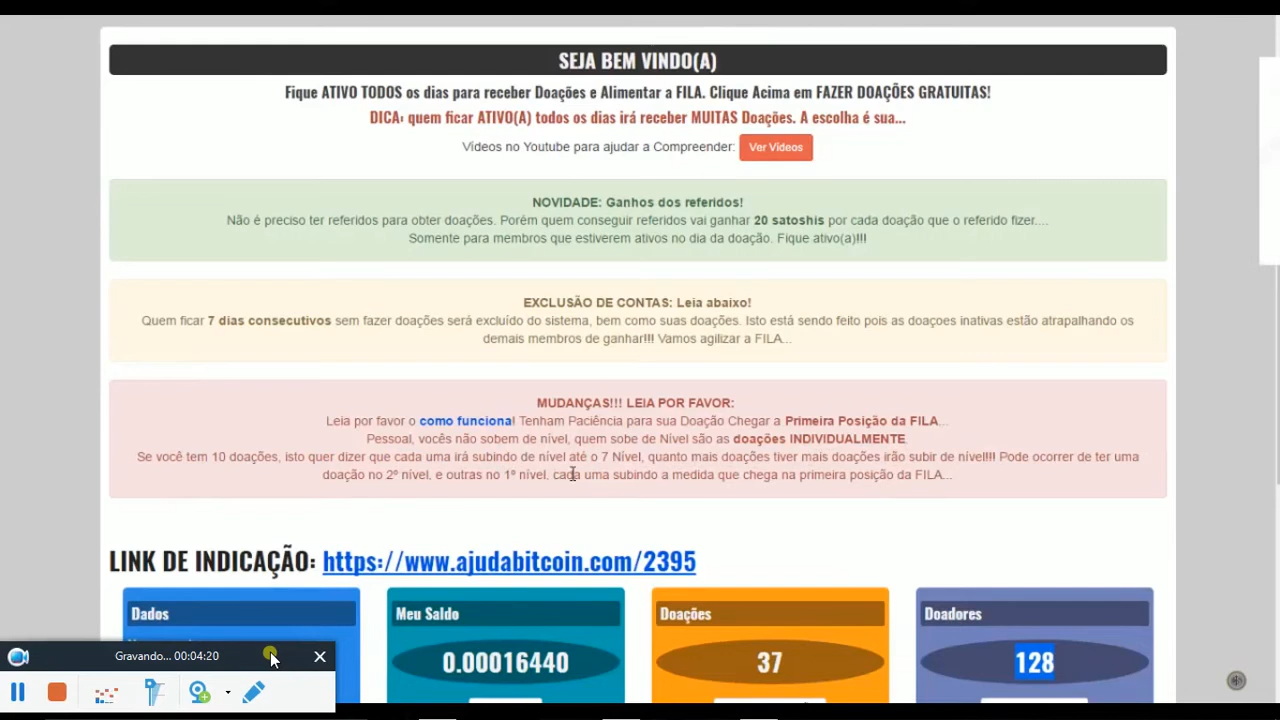 SEJA BEM VINDO(A)
Fique ATIVO TODOS os dias para receber Doações e Alimentar a FILA. Clique Acima em FAZER DOAÇÕES GRATUITAS!
DICA: quem ficar ATIVO(A) todos os dias irá receber MUITAS Doações. A escolha é sua...
Vídeos no Youtube para ajudar a Compreender: Ver Vídeos
NOVIDADE: Ganhos dos referidos!
Não é preciso ter referidos para obter doações. Porém quem conseguir referidos vai ganhar 20 satoshis por cada doação que o referido fizer....
Somente para membros que estiverem ativos no dia da doação. Fique ativo(a)!!!
EXCLUSÃO DE CONTAS: Leia abaixo!
Quem ficar 7 dias consecutivos sem fazer doações será excluído do sistema, bem como suas doações. Isto está sendo feito pois as doaçoes inativas estão atrapalhando os
demais membros de ganhar!!! Vamos agilizar a FILA...
MUDANÇAS!!! LEIA POR FAVOR:
Leia por favor o como funciona! Tenham Paciência para sua Doação Chegar a Primeira Posição da FILA...
Pessoal, vocês não sobem de nível, quem sobe de Nível são as doações INDIVIDUALMENTE.
Se você tem 10 doações, isto quer dizer que cada uma irá subindo de nível até o 7 Nível, quanto mais doações tiver mais doações irão subir de nível!!! Pode ocorrer de ter uma
doação no 2º nível, e outras no 1º nível, cada uma subindo a medida que chega na primeira posição da FILA...
LINK DE INDICAÇÃO: https://www.ajudabitcoin.com/2395
Dados
Meu Saldo
Doações
Doadores
0.00016440
37
128
Gravando... 00:04:20